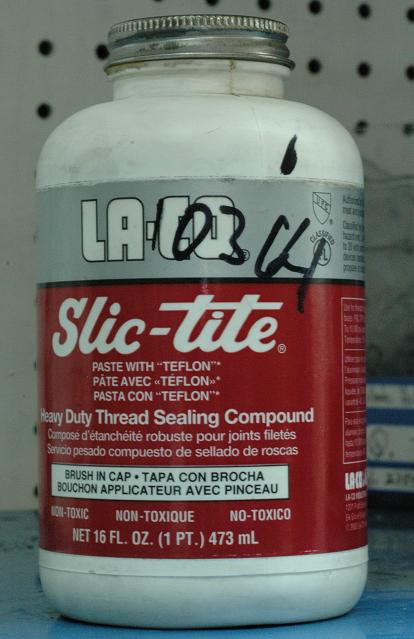 LA-CO®
103
U.P.C.
CLASSIFIED
UL
Slic-tite®
PASTE WITH "TEFLON"*
PÂTE AVEC «TÉFLON»*
PASTA CON "TEFLON"*
Heavy Duty Thread Sealing Compound
Composé d'étanchéité robuste pour joints filetés
Servicio pesado compuesto de sellado de roscas
BRUSH IN CAP • TAPA CON BROCHA
BOUCHON APPLICATEUR AVEC PINCEAU
NON-TOXIC NON-TOXIQUE NO-TOXICO
NET 16 FL. OZ. (1 PT.) 473 mL